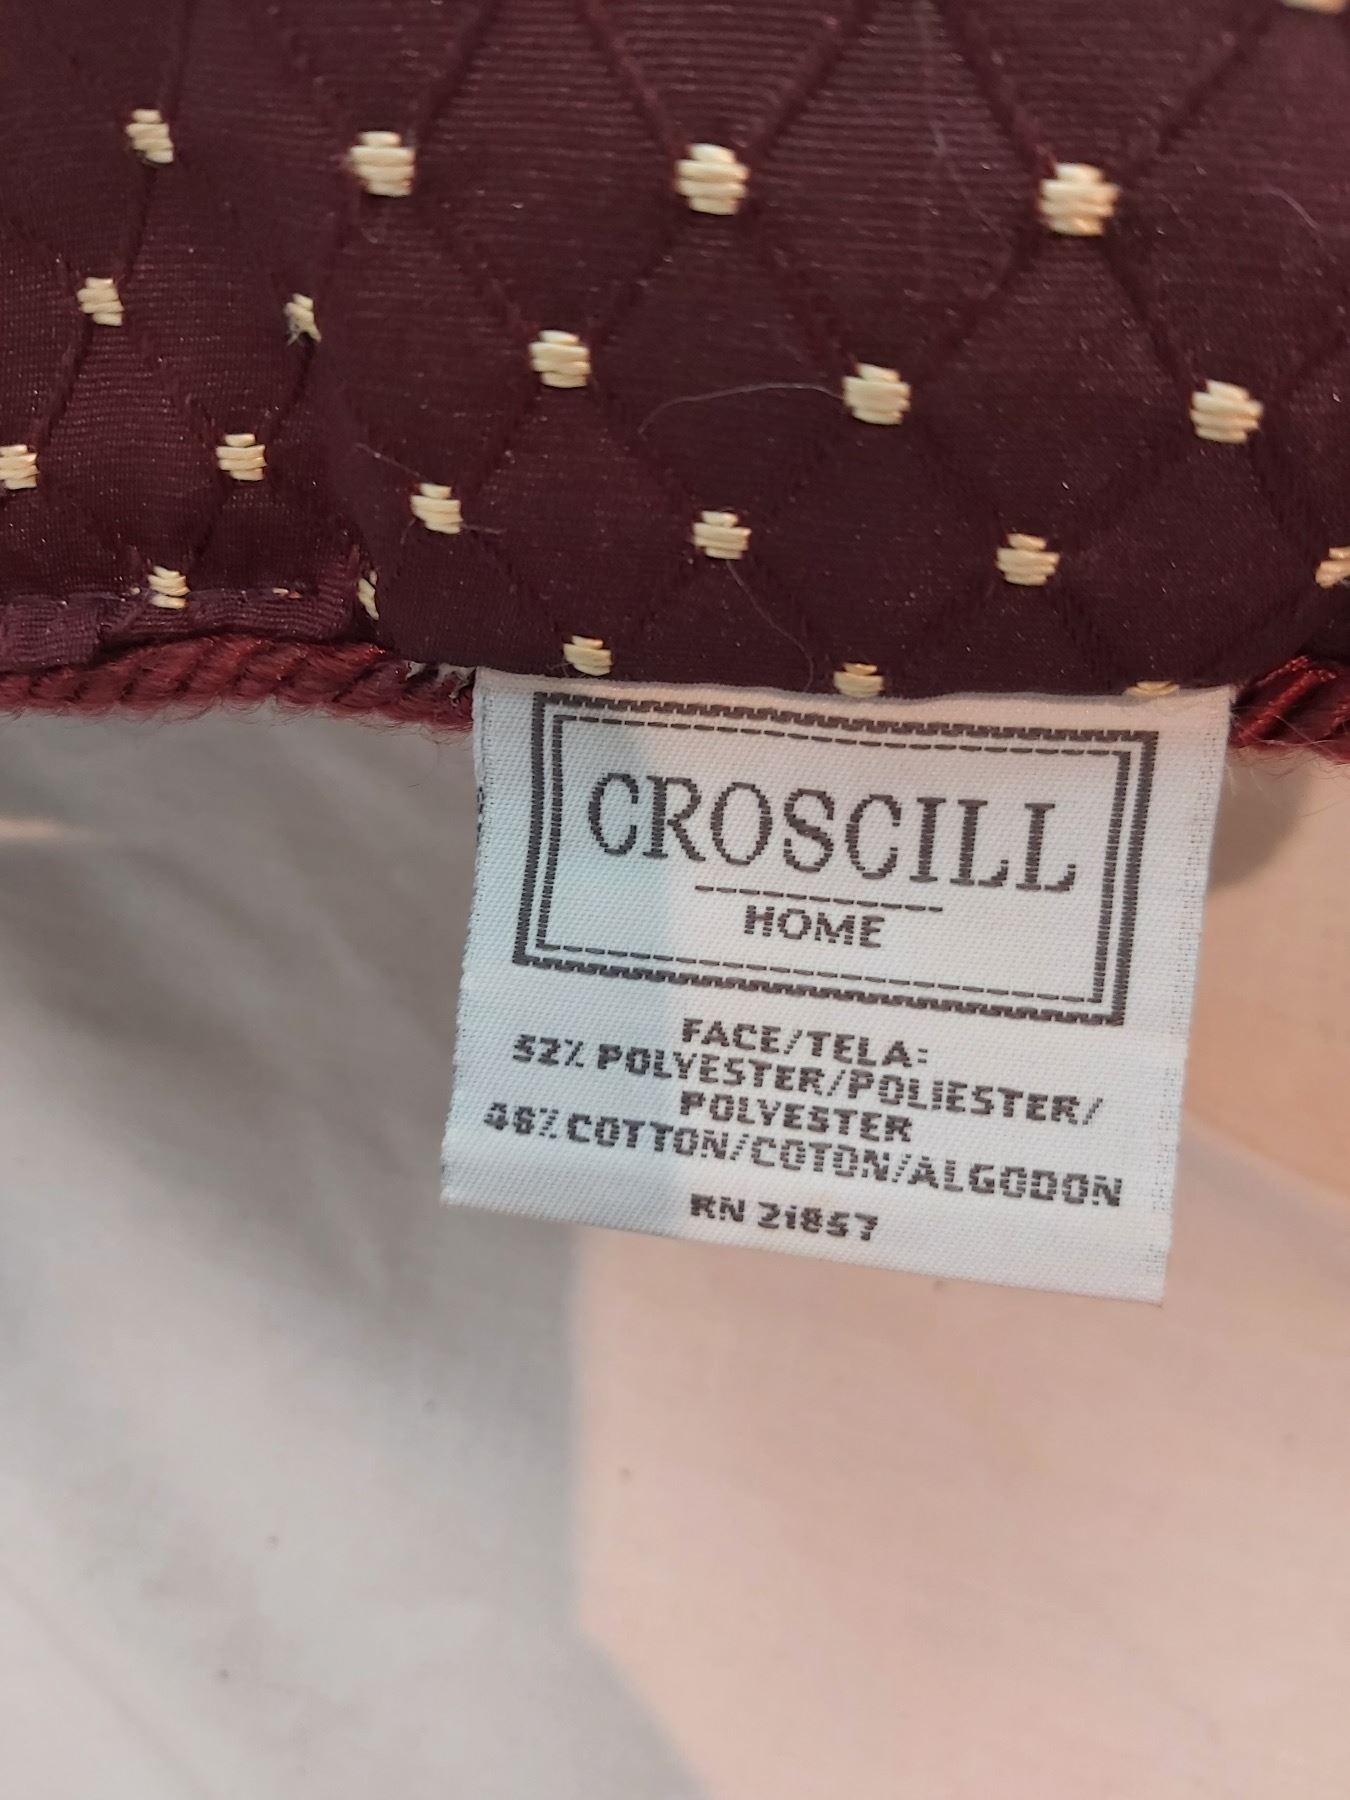 CROSCILL
HOME
FACE/TELA:
52% POLYESTER/POLIESTER/
POLYESTER
48% COTTON/COTON/ALGODON
RN 21857